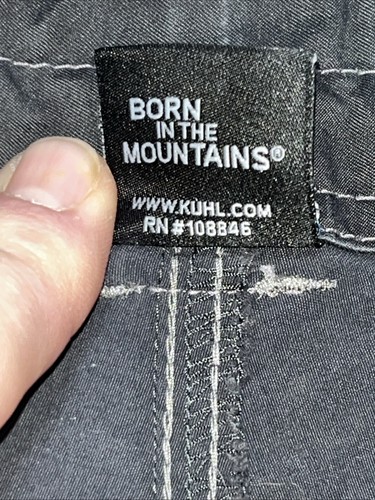 BORN
IN THE
MOUNTAINS®
WWW.KUHL.COM
RN#108846